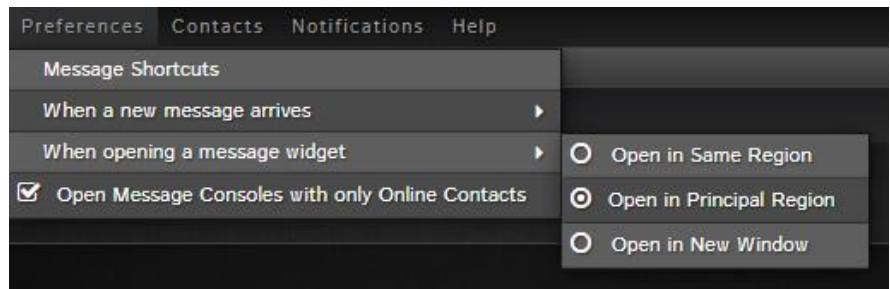 Preferences Contacts Notifications Help
Message Shortcuts
When a new message arrives
When opening a message widget
Open Message Consoles with only Online Contacts
Open in Same Region
Open in Principal Region
Open in New Window